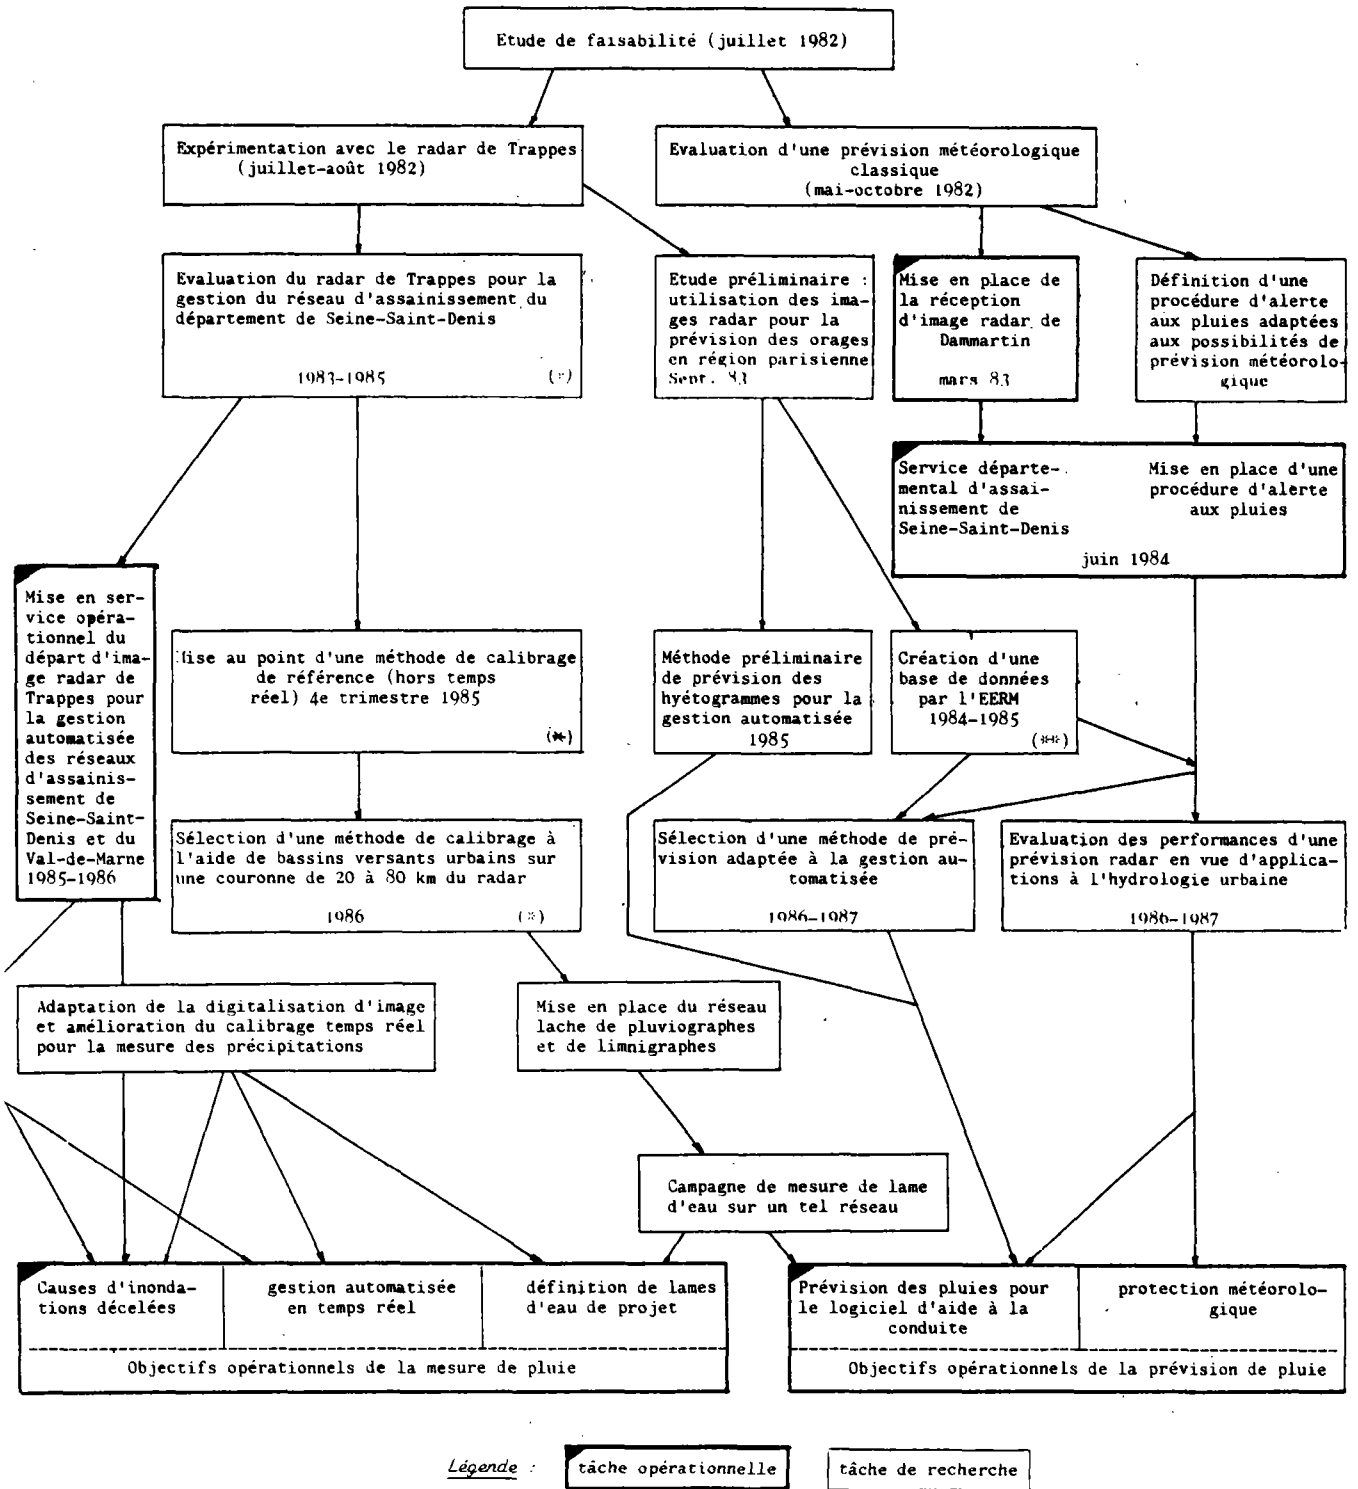 Etude de faisabilité (juillet 1982)
Expérimentation avec le radar de Trappes
(juillet-août 1982)
Evaluation d'une prévision météorologique
classique
(mai-octobre 1982)
Evaluation du radar de Trappes pour la
gestion du réseau d'assainissement du
département de Seine-Saint-Denis
1983-1985 (*)
Etude préliminaire :
utilisation des ima-
ges radar pour la
prévision des orages
en région parisienne
Sept. 83
Mise en place de
la réception
d'image radar de
Dammartin
mars 83
Définition d'une
procédure d'alerte
aux pluies adaptées
aux possibilités de
prévision météorolo-
gique
Service départe-
mental d'assai-
nissement de
Seine-Saint-Denis
Mise en place d'une
procédure d'alerte
aux pluies
juin 1984
Mise en ser-
vice opéra-
tionnel du
départ d'ima-
ge radar de
Trappes pour
la gestion
automatisée
des réseaux
d'assainis-
sement de
Seine-Saint-
Denis et du
Val-de-Marne
1985-1986
Mise au point d'une méthode de calibrage
de référence (hors temps
réel) 4e trimestre 1985
(*)
Méthode préliminaire
de prévision des
hyétogrammes pour la
gestion automatisée
1985
Création d'une
base de données
par l'EERM
1984-1985
(**)
Sélection d'une méthode de calibrage à
l'aide de bassins versants urbains sur
une couronne de 20 à 80 km du radar
1986 (*)
Sélection d'une méthode de pré-
vision adaptée à la gestion au-
tomatisée
1986-1987
Evaluation des performances d'une
prévision radar en vue d'applica-
tions à l'hydrologie urbaine
1986-1987
Adaptation de la digitalisation d'image
et amélioration du calibrage temps réel
pour la mesure des précipitations
Mise en place du réseau
lache de pluviographes
et de limnigraphes
Campagne de mesure de lame
d'eau sur un tel réseau
Causes d'inonda-
tions décelées
gestion automatisée
en temps réel
définition de lames
d'eau de projet
Objectifs opérationnels de la mesure de pluie
Prévision des pluies pour
le logiciel d'aide à la
conduite
protection météorolo-
gique
Objectifs opérationnels de la prévision de pluie
Légende :
tâche opérationnelle
tâche de recherche